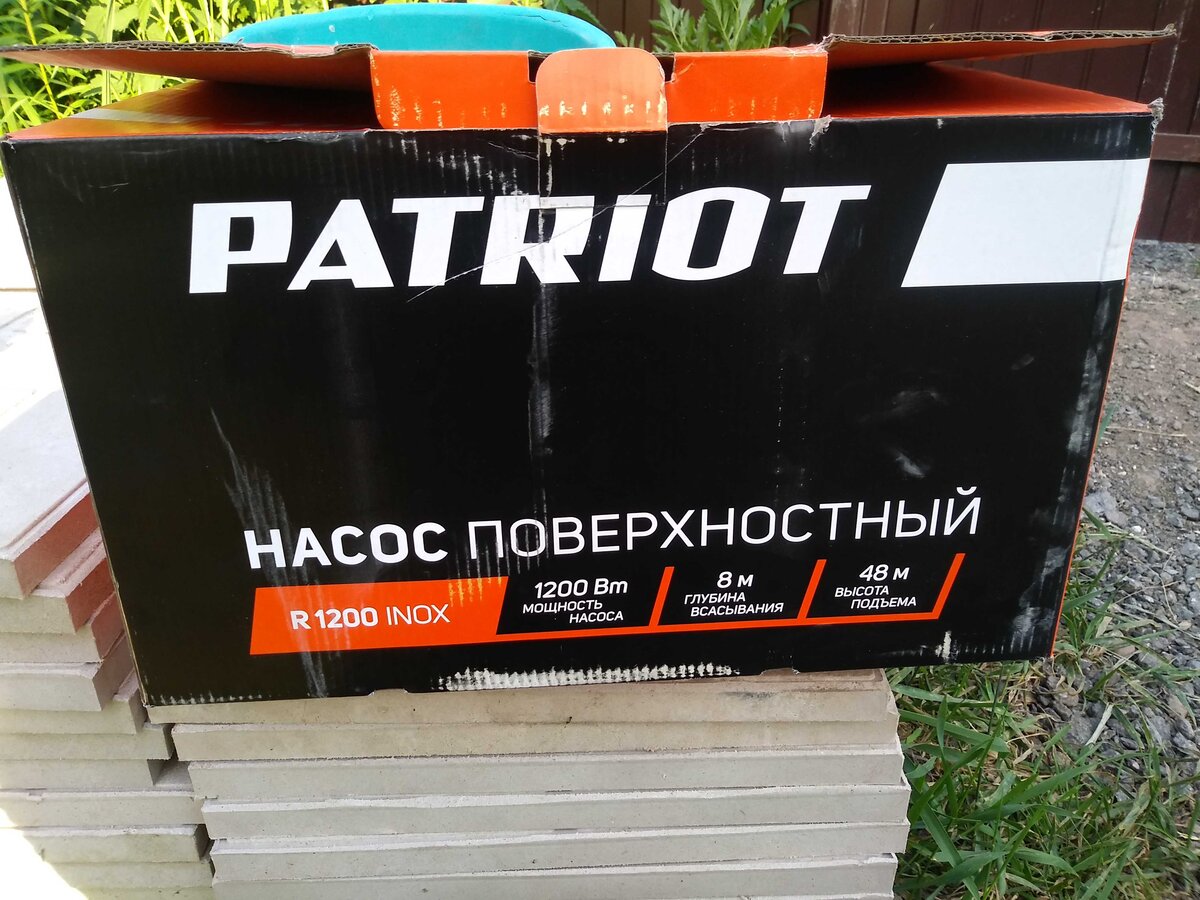 PATRIOT
НАСОС ПОВЕРХНОСТНЫЙ
R 1200 INOX
1200 Вт
МОЩНОСТЬ
НАСОСА
8 м
ГЛУБИНА
ВСАСЫВАНИЯ
48 м
ВЫСОТА
ПОДЪЕМА